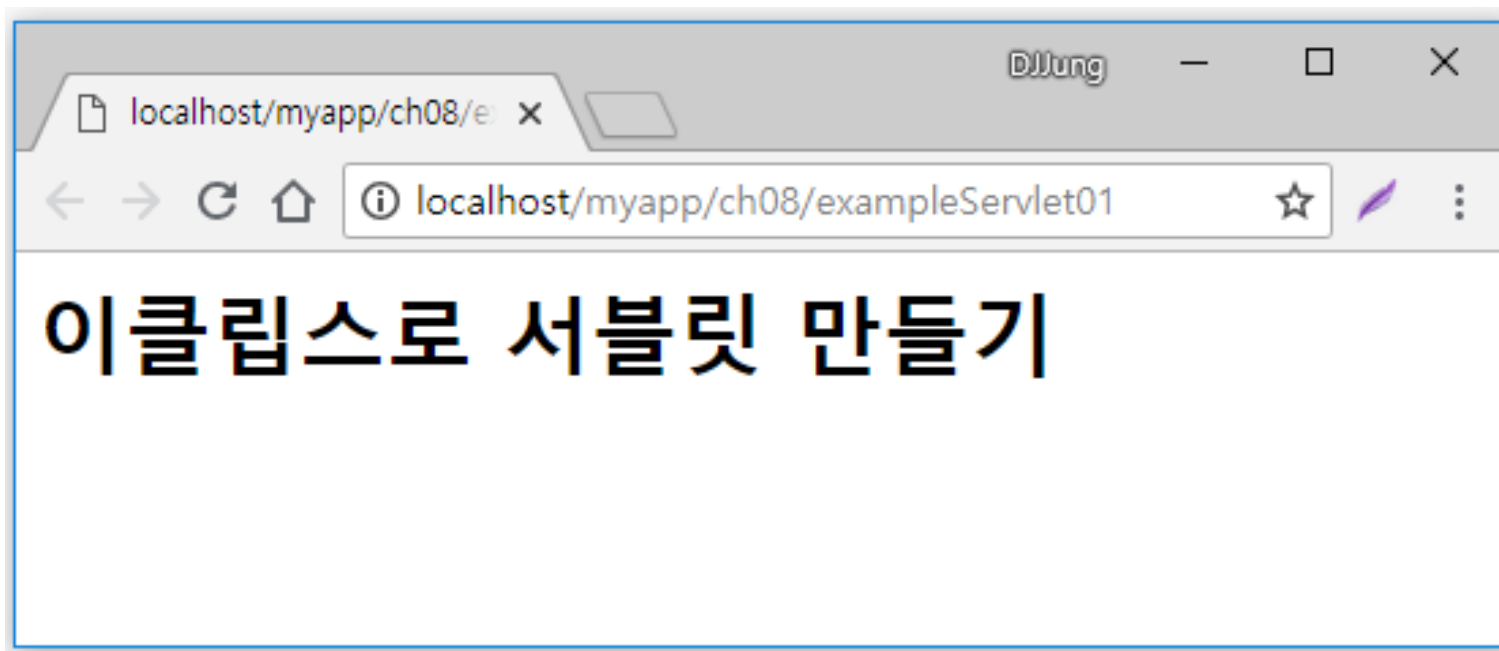 DJJung
localhost/myapp/ch08/e
localhost/myapp/ch08/exampleServlet01
이클립스로 서블릿 만들기